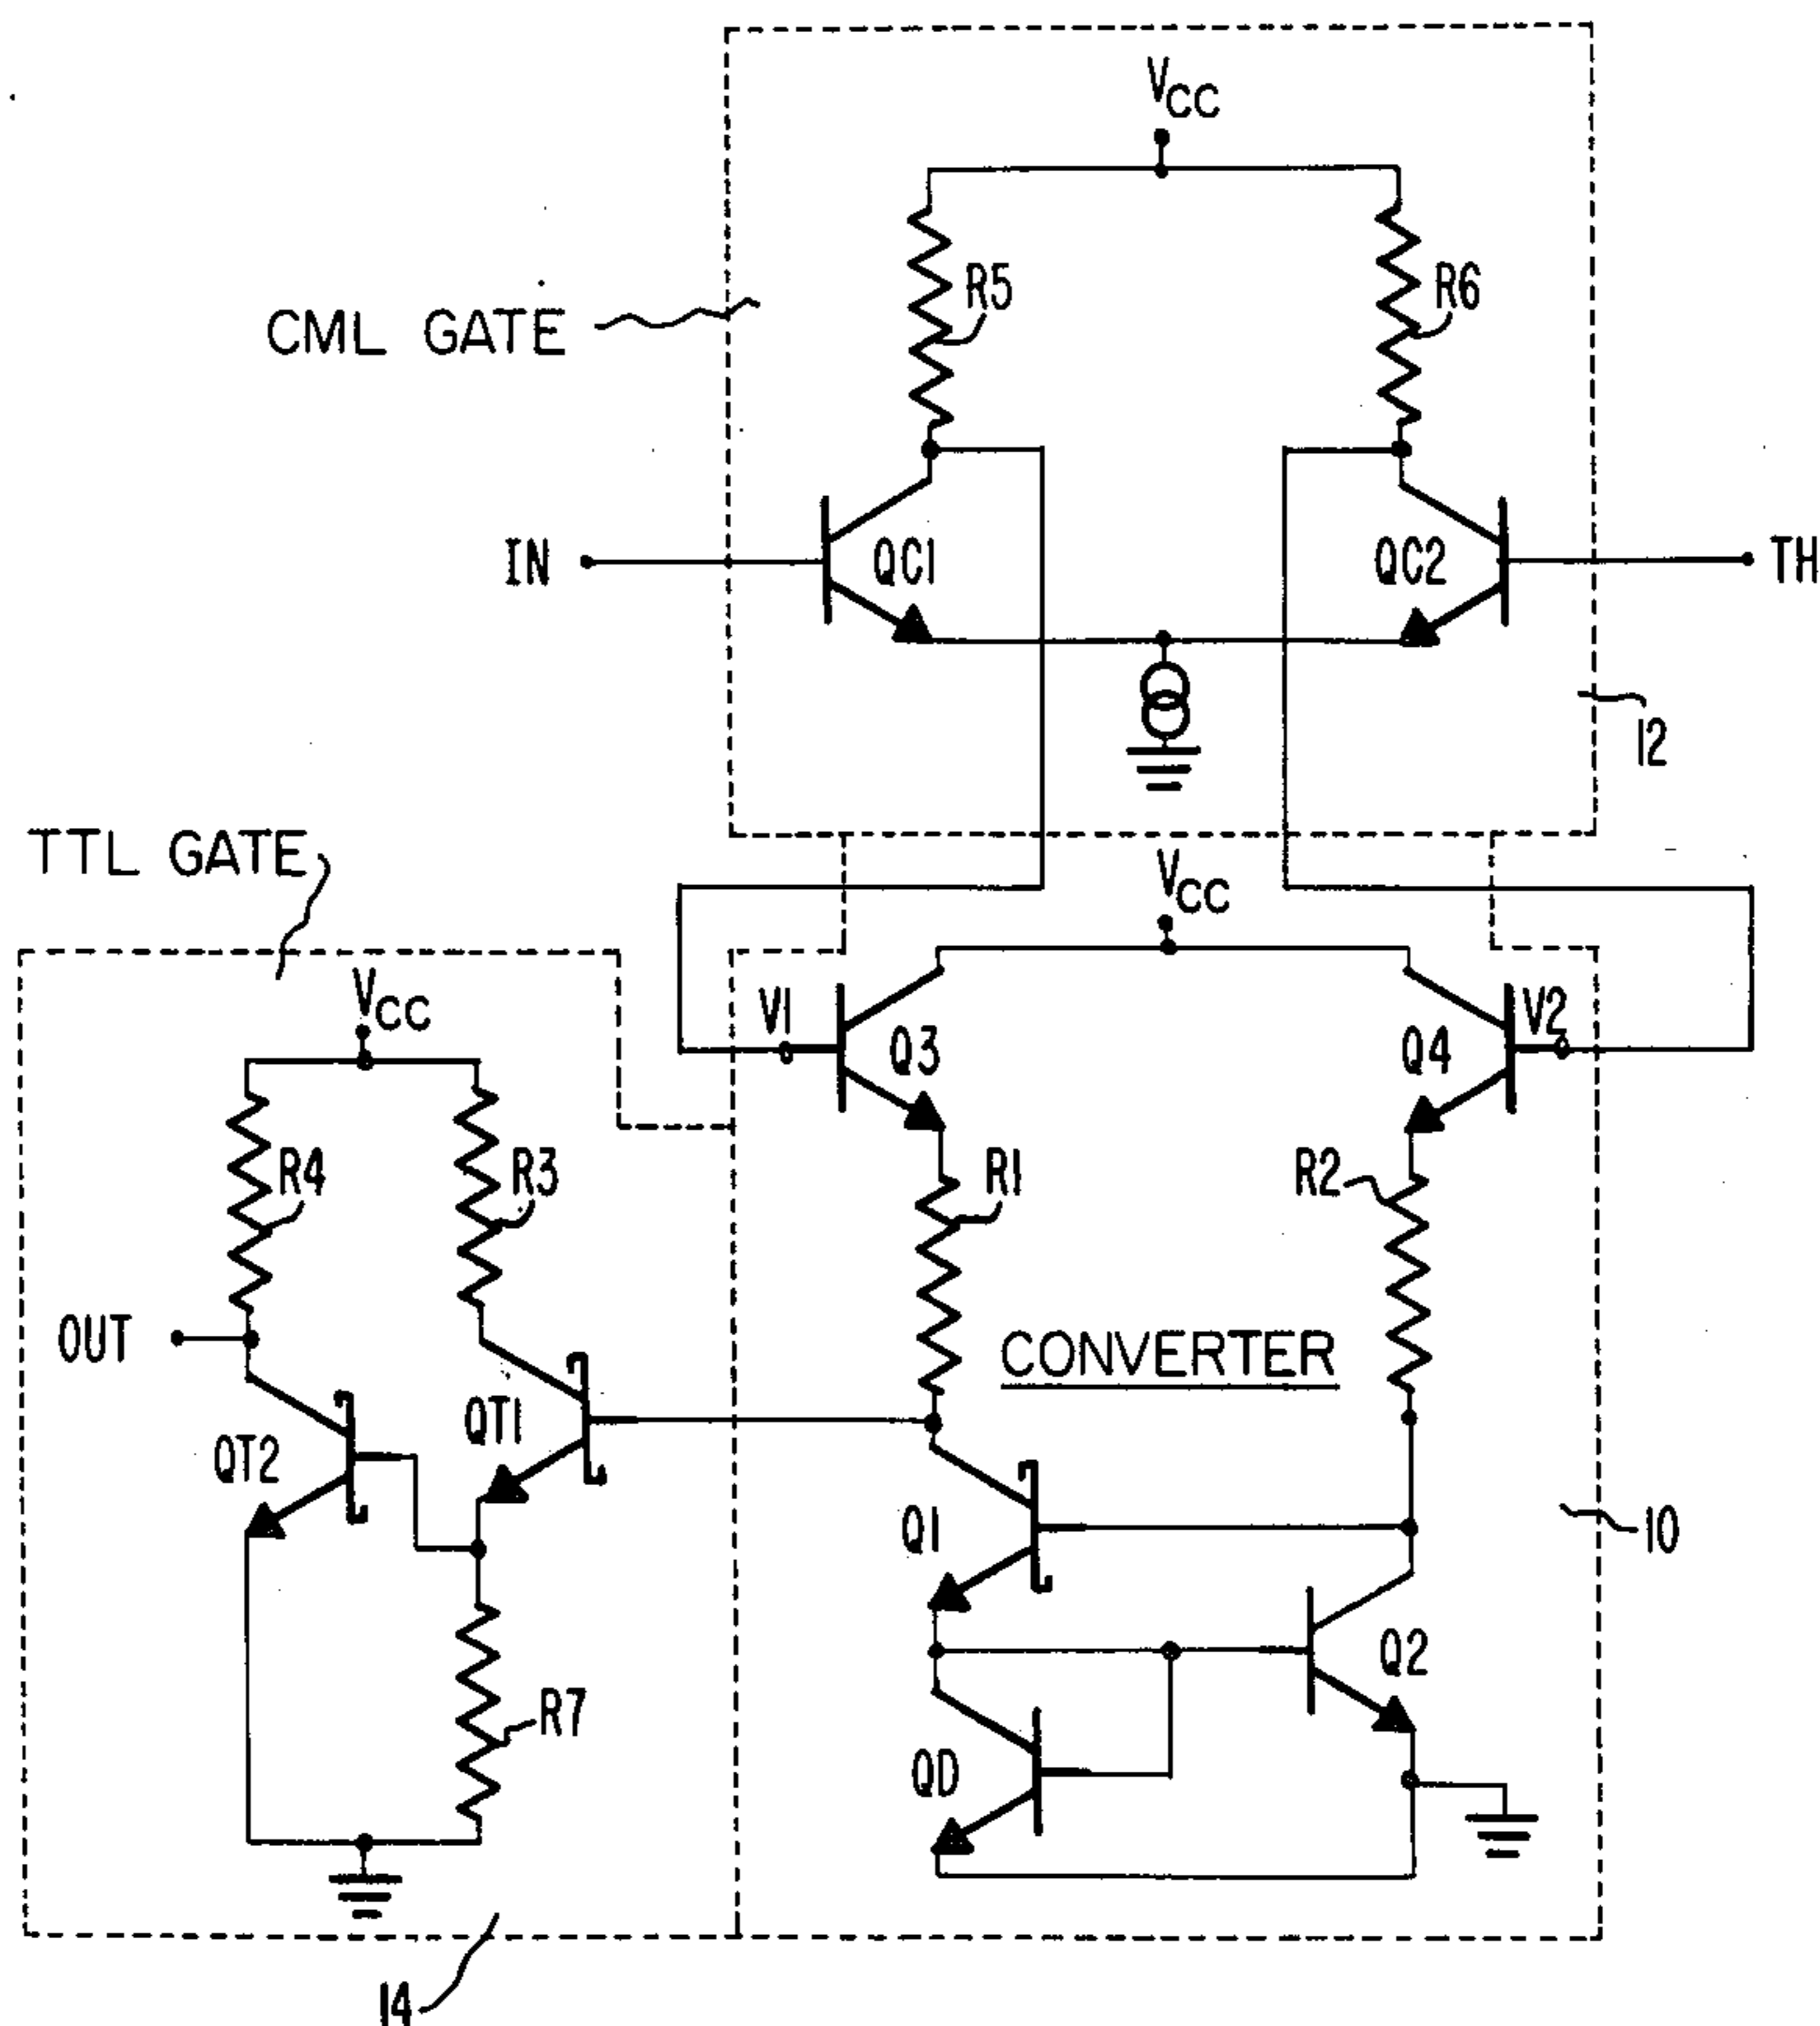 VCC
R5
R6
CML GATE
IN
QC1
QC2
TH
12
TTL GATE
VCC
VCC
V1
Q3
Q4
V2
R4
R3
R1
R2
OUT
CONVERTER
QT1
QT2
Q1
10
Q2
R7
QD
14